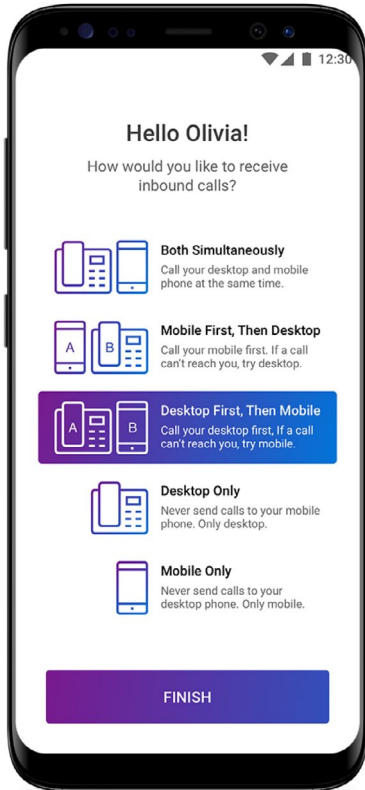 12:30
Hello Olivia!
How would you like to receive
inbound calls?
Both Simultaneously
Call your desktop and mobile
phone at the same time.
A B
Mobile First, Then Desktop
Call your mobile first. If a call
can't reach you, try desktop.
A B
Desktop First, Then Mobile
Call your desktop first, If a call
can't reach you, try mobile.
Desktop Only
Never send calls to your mobile
phone. Only desktop.
Mobile Only
Never send calls to your
desktop phone. Only mobile.
FINISH